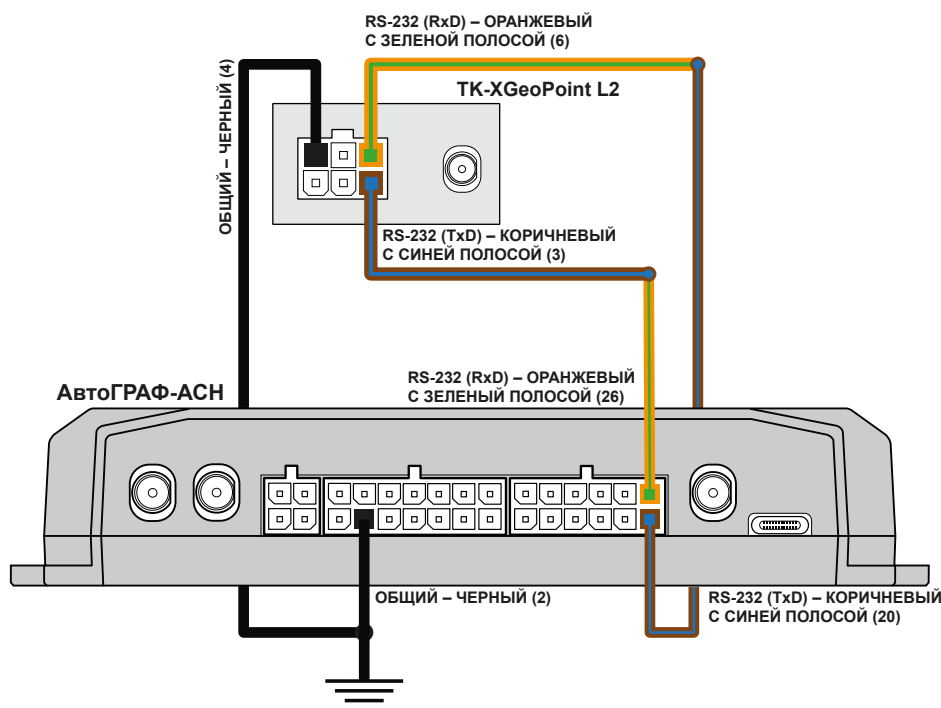 RS-232 (RxD) – ОРАНЖЕВЫЙ
С ЗЕЛЕНОЙ ПОЛОСОЙ (6)
TK-XGeoPoint L2
ОБЩИЙ – ЧЕРНЫЙ (4)
RS-232 (TxD) – КОРИЧНЕВЫЙ
С СИНЕЙ ПОЛОСОЙ (3)
RS-232 (RxD) – ОРАНЖЕВЫЙ
С ЗЕЛЕНЫЙ ПОЛОСОЙ (26)
АвтоГРАФ-АСН
ОБЩИЙ – ЧЕРНЫЙ (2)
RS-232 (TxD) – КОРИЧНЕВЫЙ
С СИНЕЙ ПОЛОСОЙ (20)